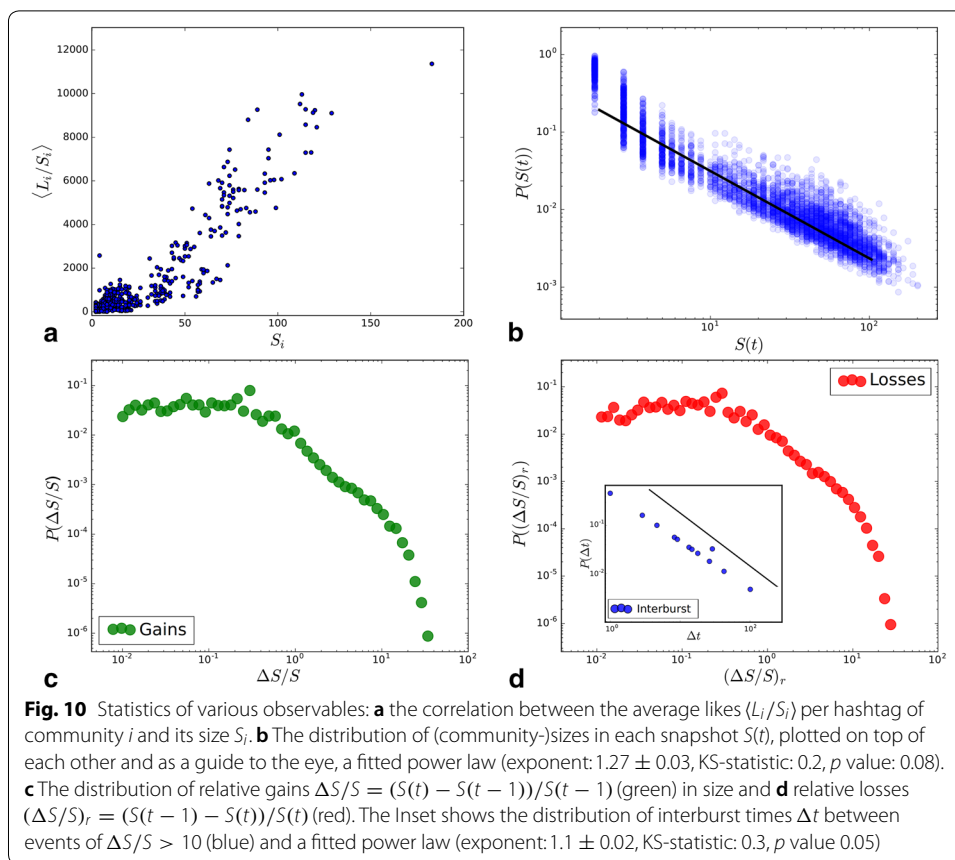 12000
10000
8000
6000
4000
2000
0
⟨L_i/S_i⟩
0 50 100 150 200
S_i
a
10^0
10^-1
10^-2
10^-3
P(S(t))
10^1 10^2
S(t)
b
10^-1
10^-2
10^-3
10^-4
10^-5
10^-6
P(ΔS/S)
Gains
10^-2 10^-1 10^0 10^1 10^2
ΔS/S
c
Losses
10^-1
10^-2
10^-3
10^-4
10^-5
10^-6
P((ΔS/S)_r)
10^-1
10^-2
P(Δt)
Interburst
10^0 10^2
Δt
10^-2 10^-1 10^0 10^1 10^2
(ΔS/S)_r
d
Fig. 10 Statistics of various observables: a the correlation between the average likes ⟨L_i/S_i⟩ per hashtag of
community i and its size S_i. b The distribution of (community-)sizes in each snapshot S(t), plotted on top of
each other and as a guide to the eye, a fitted power law (exponent: 1.27 ± 0.03, KS-statistic: 0.2, p value: 0.08).
c The distribution of relative gains ΔS/S = (S(t) − S(t − 1))/S(t − 1) (green) in size and d relative losses
(ΔS/S)_r = (S(t − 1) − S(t))/S(t) (red). The Inset shows the distribution of interburst times Δt between
events of ΔS/S > 10 (blue) and a fitted power law (exponent: 1.1 ± 0.02, KS-statistic: 0.3, p value 0.05)